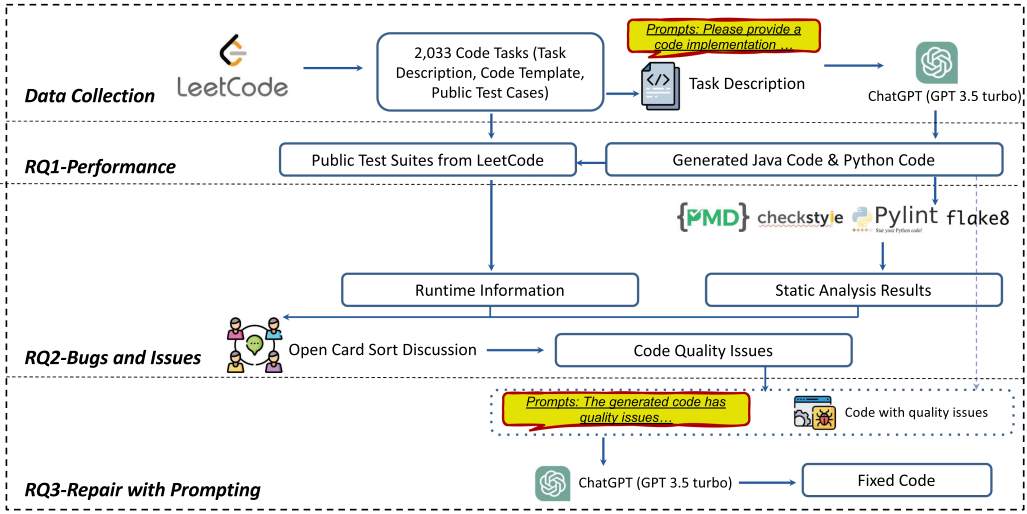 LeetCode
2,033 Code Tasks (Task
Description, Code Template,
Public Test Cases)
Prompts: Please provide a
code implementation ...
Task Description
ChatGPT (GPT 3.5 turbo)
Data Collection
RQ1-Performance
Public Test Suites from LeetCode
Generated Java Code & Python Code
{PMD}
checkstyle
Pylint
Star your Python code!
flake8
Runtime Information
Static Analysis Results
RQ2-Bugs and Issues
Open Card Sort Discussion
Code Quality Issues
Prompts: The generated code has
quality issues...
Code with quality issues
RQ3-Repair with Prompting
ChatGPT (GPT 3.5 turbo)
Fixed Code